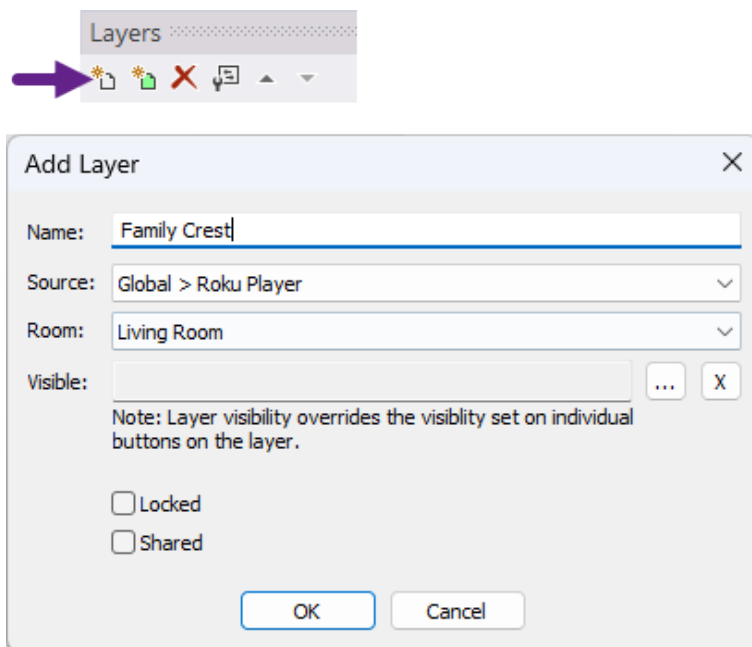 Layers
Add Layer
Name: Family Crest
Source: Global > Roku Player
Room: Living Room
Visible: ... X
Note: Layer visibility overrides the visiblity set on individual
buttons on the layer.
Locked
Shared
OK Cancel